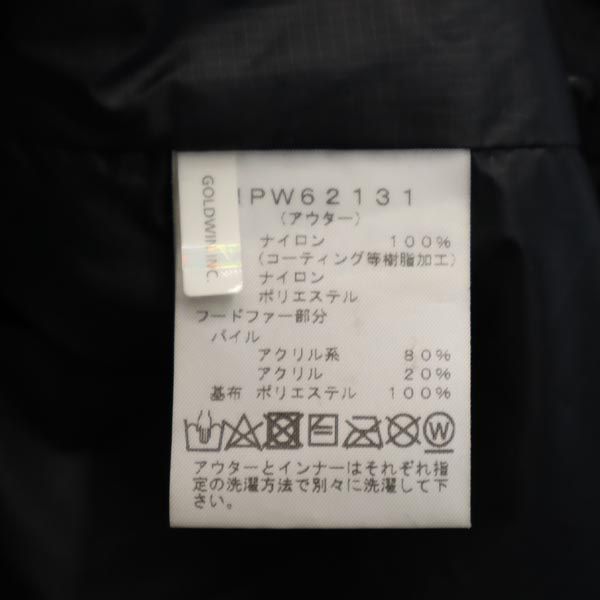 GOLDWIN INC.
NPW62131
(アウター)
ナイロン 100%
(コーティング等樹脂加工)
ナイロン
ポリエステル
フードファー部分
パイル
アクリル系 80%
アクリル 20%
基布 ポリエステル 100%
W
アウターとインナーはそれぞれ指
定の洗濯方法で別々に洗濯して下
さい。